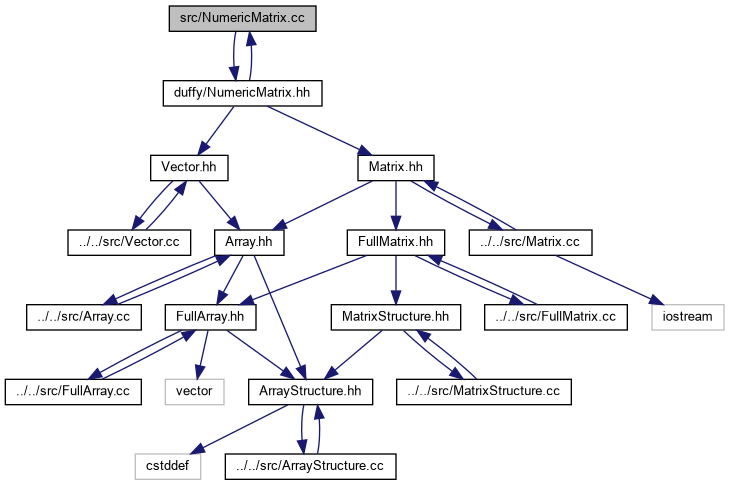 src/NumericMatrix.cc
duffy/NumericMatrix.hh
Vector.hh
Matrix.hh
../../src/Vector.cc
Array.hh
FullMatrix.hh
../../src/Matrix.cc
../../src/Array.cc
FullArray.hh
MatrixStructure.hh
../../src/FullMatrix.cc
iostream
../../src/FullArray.cc
vector
ArrayStructure.hh
../../src/MatrixStructure.cc
cstddef
../../src/ArrayStructure.cc